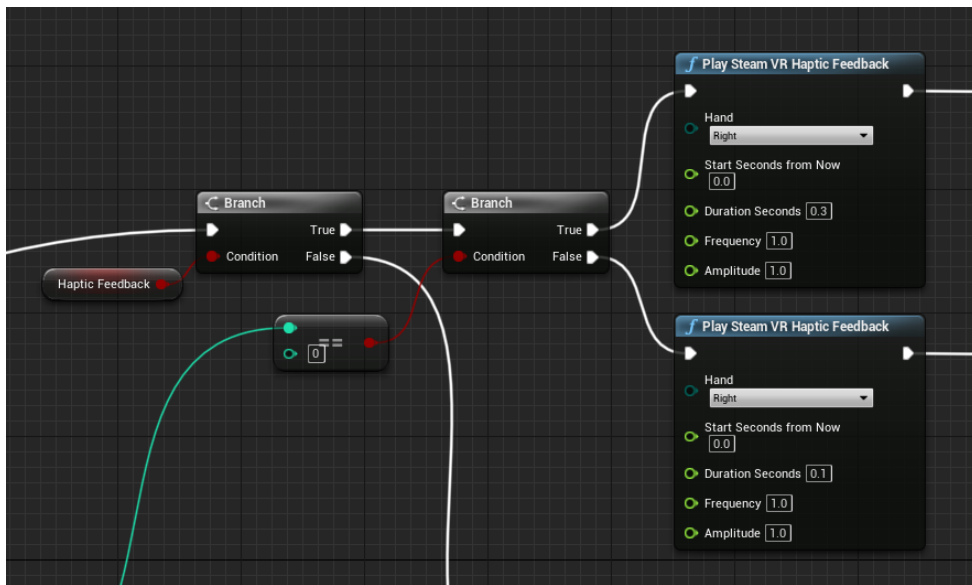 Play Steam VR Haptic Feedback
Hand
Right
Start Seconds from Now
0.0
Duration Seconds 0.3
Frequency 1.0
Amplitude 1.0
Branch
True
Condition False
Branch
True
Condition False
Haptic Feedback
==
0
Play Steam VR Haptic Feedback
Hand
Right
Start Seconds from Now
0.0
Duration Seconds 0.1
Frequency 1.0
Amplitude 1.0